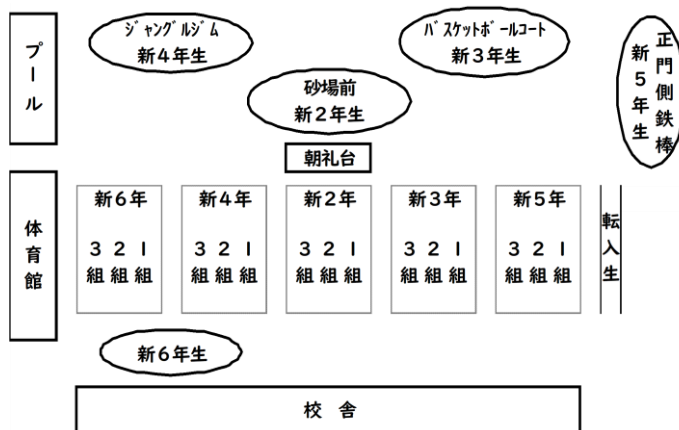 プール
ジャングルジム
新4年生
バスケットボールコート
新3年生
正門側鉄棒
新5年生
砂場前
新2年生
朝礼台
体育館
新6年
3 2 1
組 組 組
新4年
3 2 1
組 組 組
新2年
3 2 1
組 組 組
新3年
3 2 1
組 組 組
新5年
3 2 1
組 組 組
転入生
新6年生
校 舎